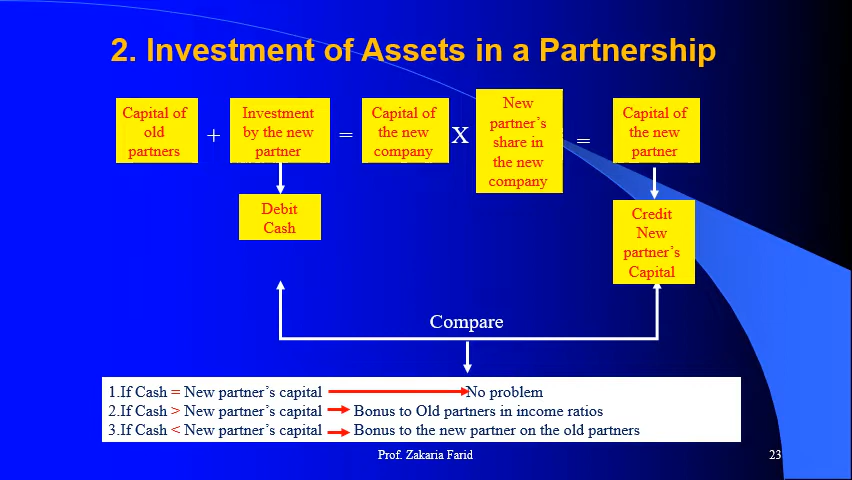 2. Investment of Assets in a Partnership
Capital of
old
partners
+
Investment
by the new
partner
=
Capital of
the new
company
X
New
partner's
share in
the new
company
=
Capital of
the new
partner
Debit
Cash
Credit
New
partner's
Capital
Compare
1.If Cash = New partner's capital No problem
2.If Cash > New partner's capital Bonus to Old partners in income ratios
3.If Cash < New partner's capital Bonus to the new partner on the old partners
Prof. Zakaria Farid
23